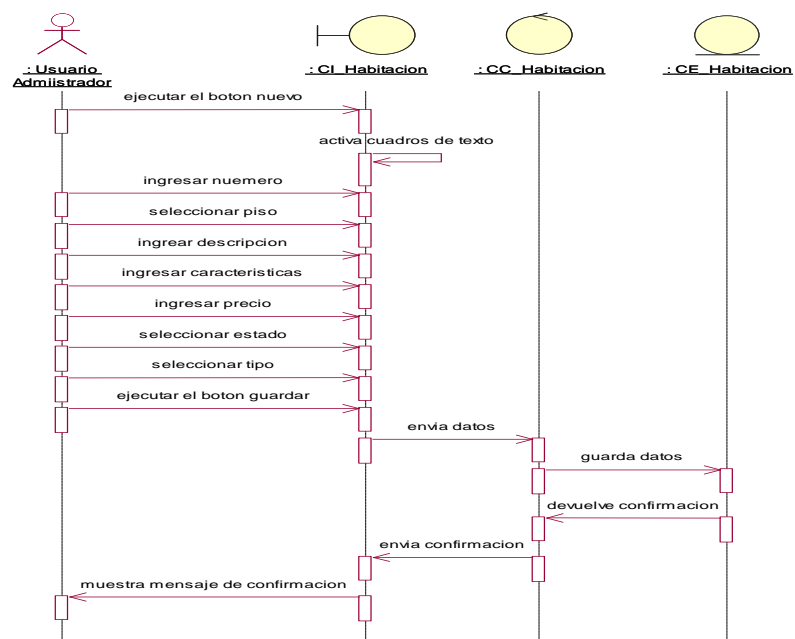 : Usuario
Admiistrador
: CI_Habitacion
: CC_Habitacion
: CE_Habitacion
ejecutar el boton nuevo
activa cuadros de texto
ingresar nuemero
seleccionar piso
ingrear descripcion
ingresar caracteristicas
ingresar precio
seleccionar estado
seleccionar tipo
ejecutar el boton guardar
envia datos
guarda datos
devuelve confirmacion
envia confirmacion
muestra mensaje de confirmacion